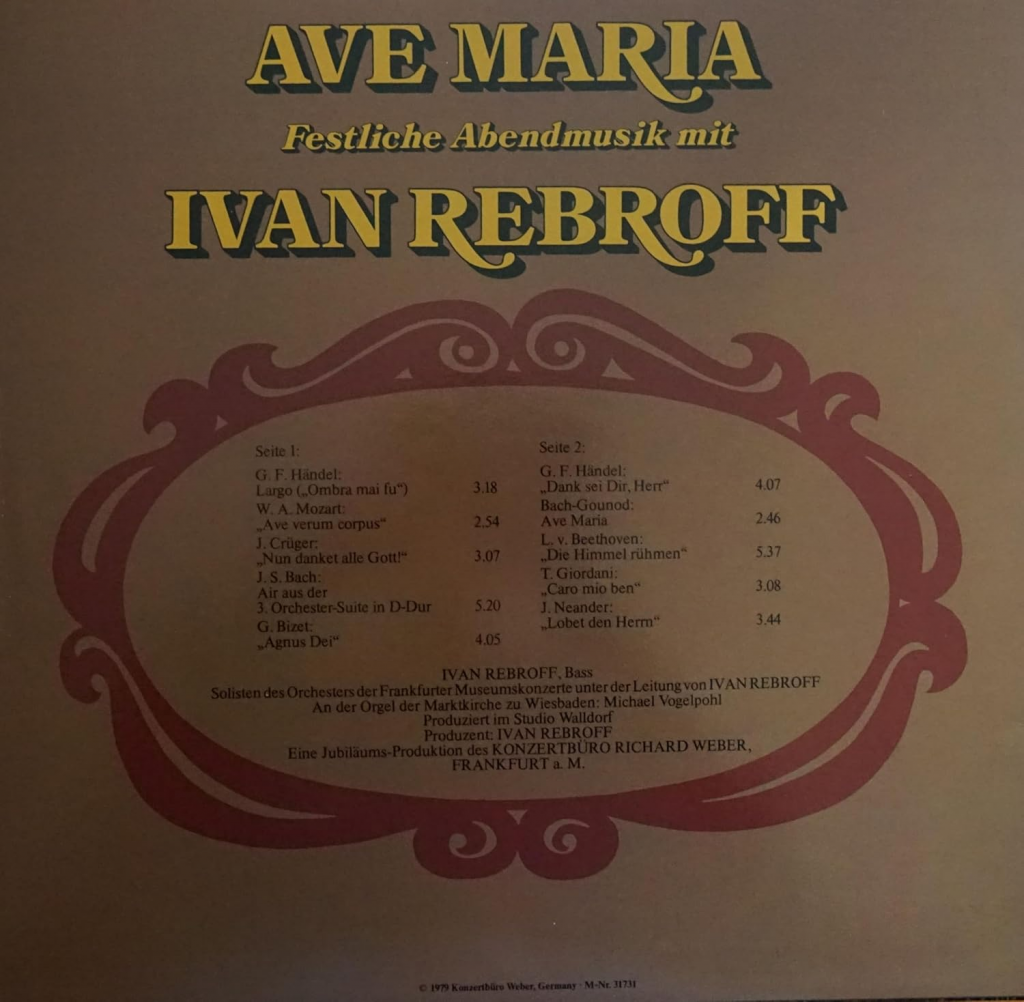 AVE MARIA
Festliche Abendmusik mit
IVAN REBROFF
Seite 1:
G. F. Händel:
Largo („Ombra mai fu“) 3.18
W. A. Mozart:
„Ave verum corpus“ 2.54
J. Crüger:
„Nun danket alle Gott!“ 3.07
J. S. Bach:
Air aus der
3. Orchester-Suite in D-Dur 5.20
G. Bizet:
„Agnus Dei“ 4.05
Seite 2:
G. F. Händel:
„Dank sei Dir, Herr“ 4.07
Bach-Gounod:
Ave Maria 2.46
L. v. Beethoven:
„Die Himmel rühmen“ 5.37
T. Giordani:
„Caro mio ben“ 3.08
J. Neander:
„Lobet den Herrn“ 3.44
IVAN REBROFF, Bass
Solisten des Orchesters der Frankfurter Museumskonzerte unter der Leitung von IVAN REBROFF
An der Orgel der Marktkirche zu Wiesbaden: Michael Vogelpohl
Produziert im Studio Walldorf
Produzent: IVAN REBROFF
Eine Jubiläums-Produktion des KONZERTBÜRO RICHARD WEBER,
FRANKFURT a. M.
© 1979 Konzertbüro Weber, Germany · M-Nr. 31731